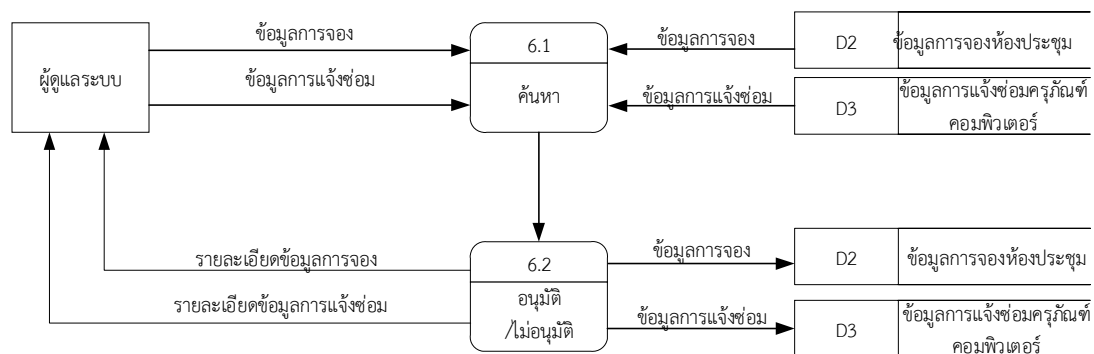 ข้อมูลการจอง
6.1
ข้อมูลการจอง
D2
ข้อมูลการจองห้องประชุม
ผู้ดูแลระบบ
ข้อมูลการแจ้งซ่อม
ค้นหา
ข้อมูลการแจ้งซ่อม
D3
ข้อมูลการแจ้งซ่อมครุภัณฑ์
คอมพิวเตอร์
รายละเอียดข้อมูลการจอง
6.2
ข้อมูลการจอง
D2
ข้อมูลการจองห้องประชุม
รายละเอียดข้อมูลการแจ้งซ่อม
อนุมัติ
/ไม่อนุมัติ
ข้อมูลการแจ้งซ่อม
D3
ข้อมูลการแจ้งซ่อมครุภัณฑ์
คอมพิวเตอร์